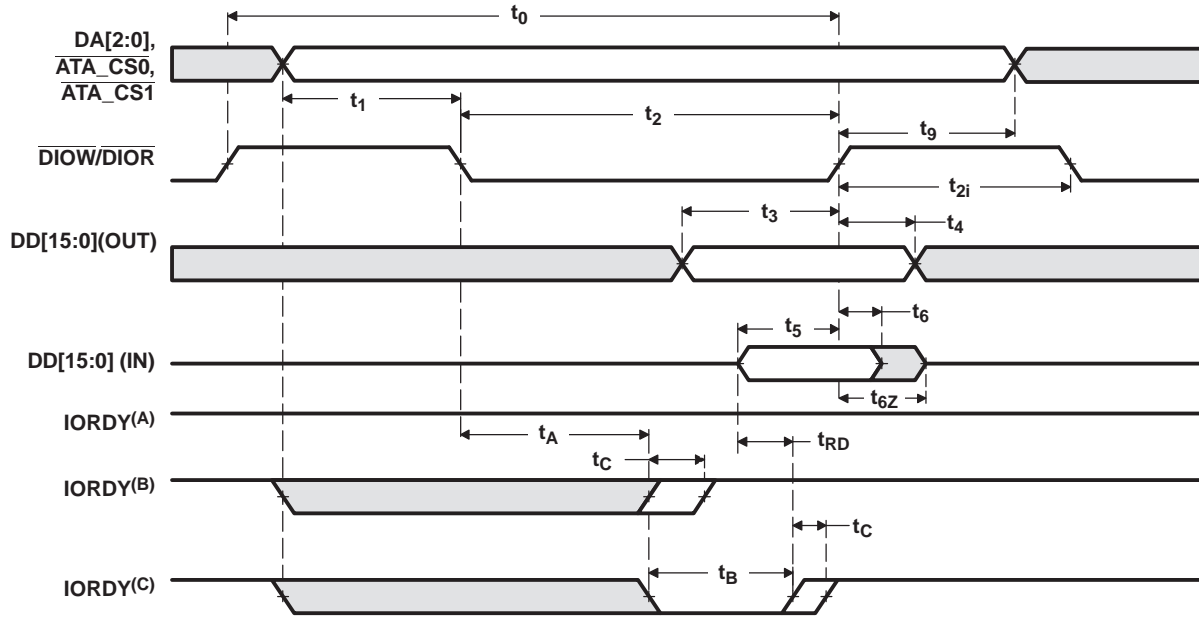 t0
DA[2:0],
ATA_CS0,
ATA_CS1
t1
t2
t9
DIOW/DIOR
t2i
t3
t4
DD[15:0](OUT)
t6
t5
DD[15:0] (IN)
t6Z
IORDY(A)
tA
tRD
tC
IORDY(B)
tC
tB
IORDY(C)